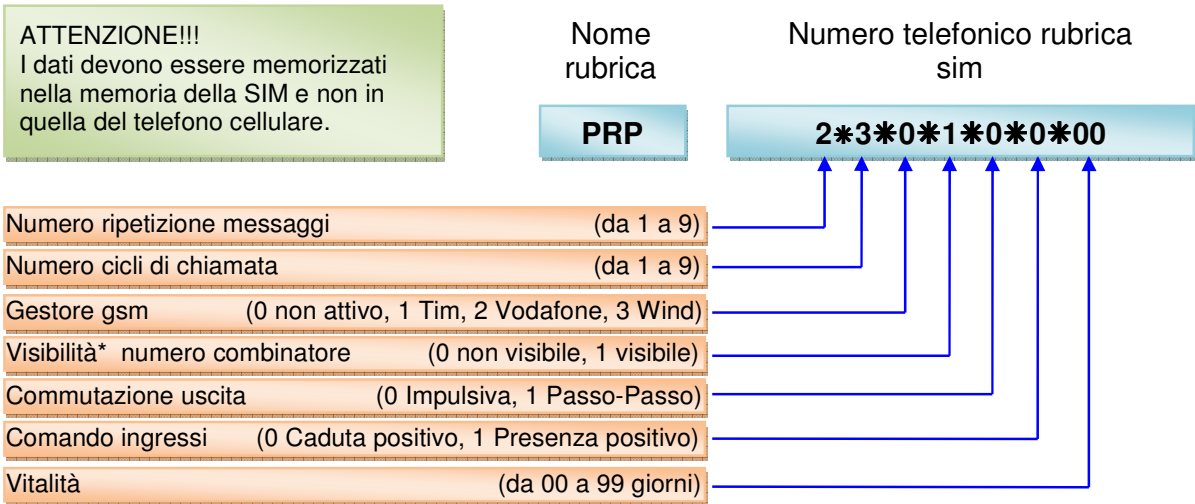 ATTENZIONE!!!
I dati devono essere memorizzati
nella memoria della SIM e non in
quella del telefono cellulare.
Nome
rubrica
Numero telefonico rubrica
sim
PRP
2*3*0*1*0*0*00
Numero ripetizione messaggi (da 1 a 9)
Numero cicli di chiamata (da 1 a 9)
Gestore gsm (0 non attivo, 1 Tim, 2 Vodafone, 3 Wind)
Visibilità* numero combinatore (0 non visibile, 1 visibile)
Commutazione uscita (0 Impulsiva, 1 Passo-Passo)
Comando ingressi (0 Caduta positivo, 1 Presenza positivo)
Vitalità (da 00 a 99 giorni)